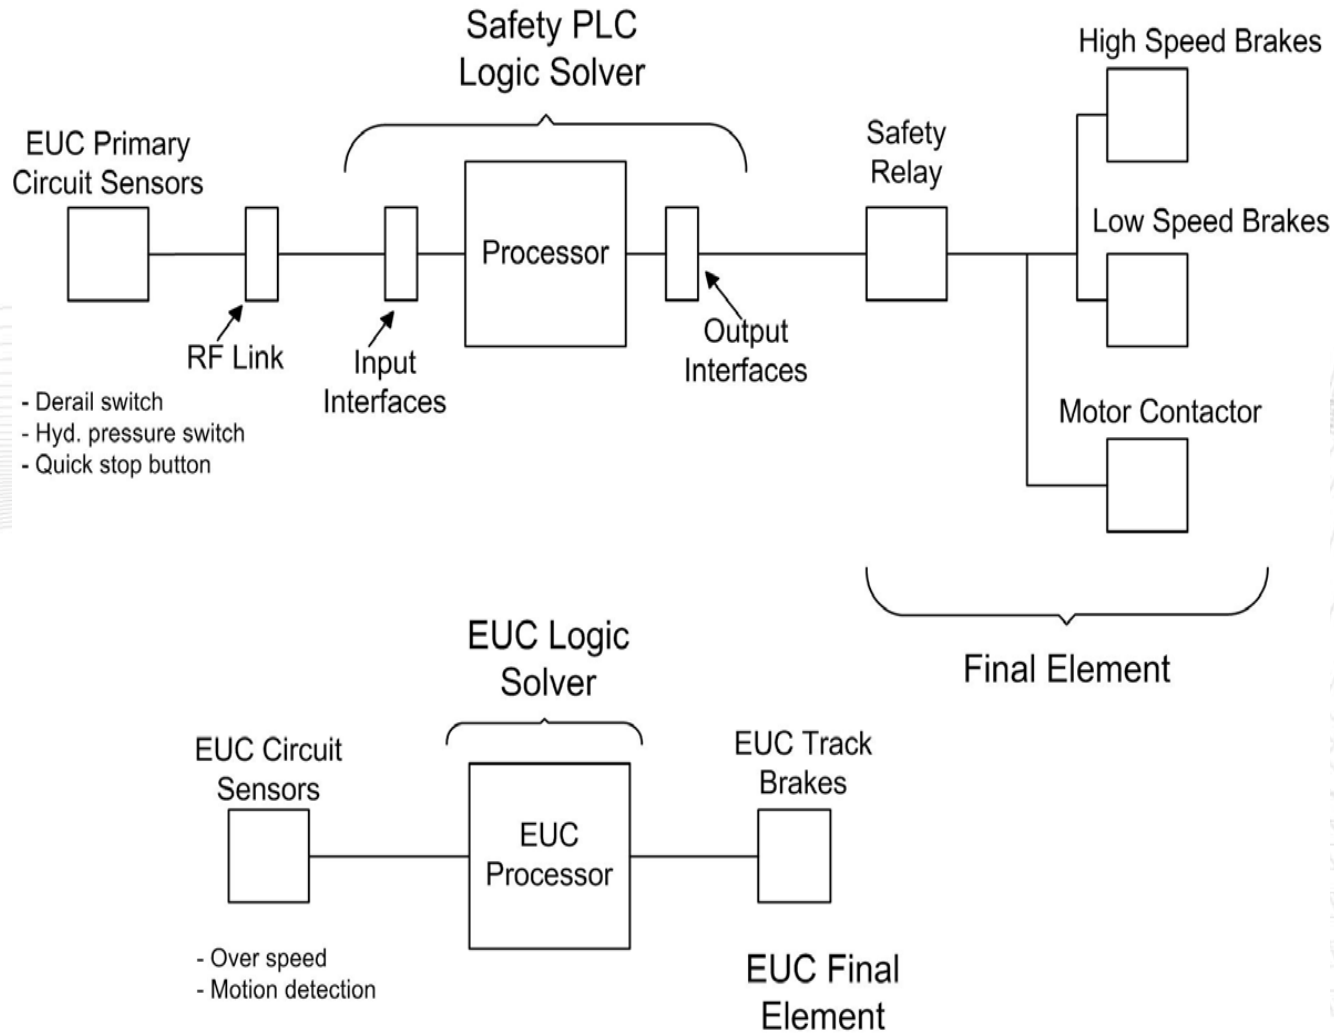 Safety PLC
Logic Solver
High Speed Brakes
EUC Primary
Circuit Sensors
Safety
Relay
Low Speed Brakes
Processor
RF Link
Input
Interfaces
Output
Interfaces
- Derail switch
- Hyd. pressure switch
- Quick stop button
Motor Contactor
Final Element
EUC Logic
Solver
EUC Circuit
Sensors
EUC Track
Brakes
EUC
Processor
- Over speed
- Motion detection
EUC Final
Element